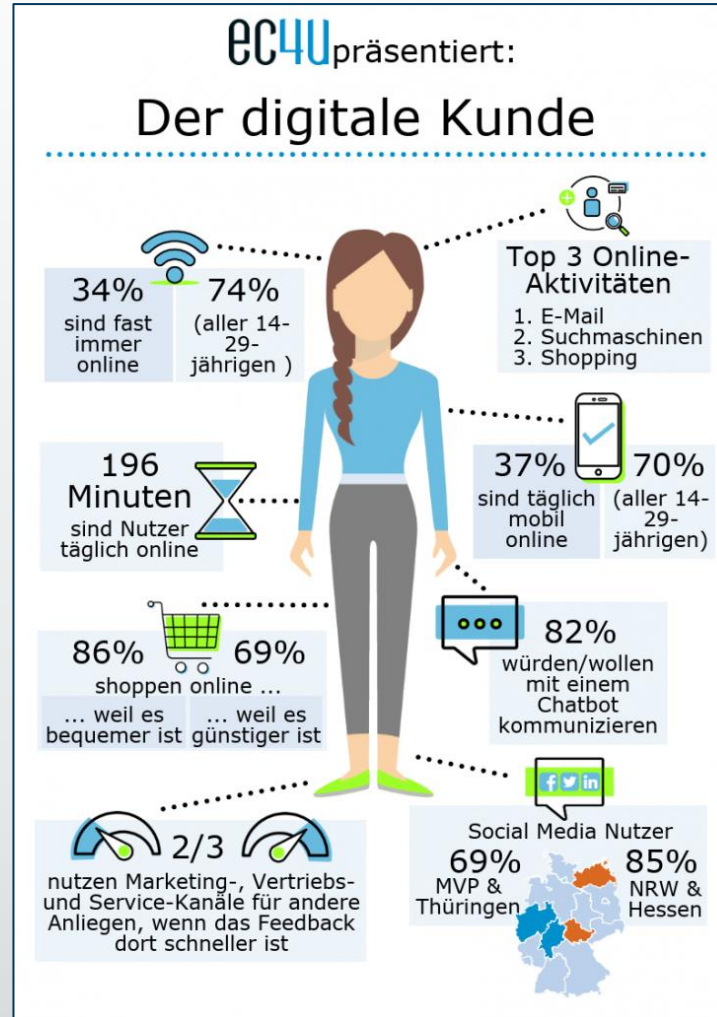 ec4u präsentiert:
Der digitale Kunde
34%
sind fast
immer
online
74%
(aller 14-
29-
jährigen )
Top 3 Online-
Aktivitäten
1. E-Mail
2. Suchmaschinen
3. Shopping
196
Minuten
sind Nutzer
täglich online
37%
sind täglich
mobil
online
70%
(aller 14-
29-
jährigen)
86% 69%
shoppen online ...
... weil es
bequemer ist
... weil es
günstiger ist
82%
würden/wollen
mit einem
Chatbot
kommunizieren
2/3
nutzen Marketing-, Vertriebs-
und Service-Kanäle für andere
Anliegen, wenn das Feedback
dort schneller ist
f in
Social Media Nutzer
69%
MVP &
Thüringen
85%
NRW &
Hessen